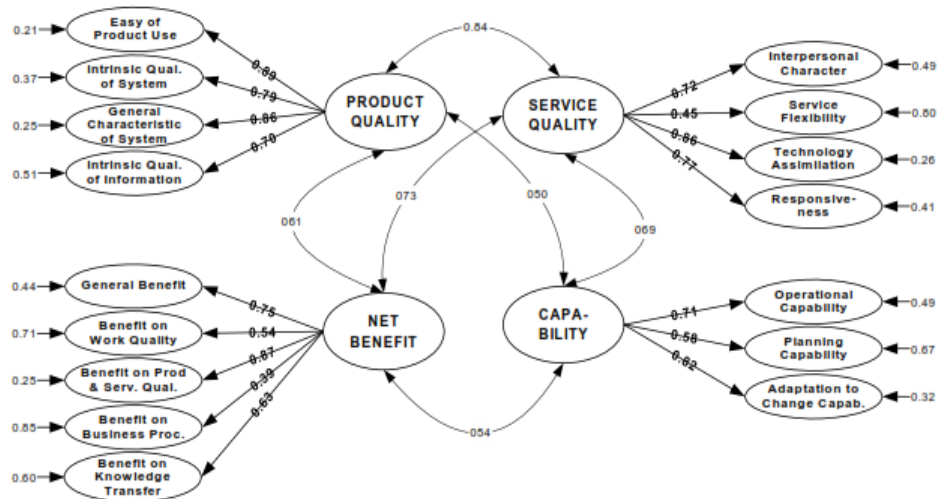 0.84
Easy of
Product Use
0.21
0.89
Intrinsic Qual.
of System
0.37
0.79
General
Characteristic
of System
0.25
0.86
Intrinsic Qual.
of Information
0.51
0.70
PRODUCT
QUALITY
SERVICE
QUALITY
Interpersonal
Character
0.72
0.49
Service
Flexibility
0.45
0.80
Technology
Assimilation
0.86
0.26
Responsive-
ness
0.77
0.41
061
073
050
069
General Benefit
0.44
0.75
Benefit on
Work Quality
0.71
0.54
Benefit on Prod
& Serv. Qual.
0.25
0.87
Benefit on
Business Proc.
0.85
0.39
Benefit on
Knowledge
Transfer
0.60
0.63
NET
BENEFIT
CAPA-
BILITY
Operational
Capability
0.71
0.49
Planning
Capability
0.58
0.67
Adaptation to
Change Capab.
0.82
0.32
054